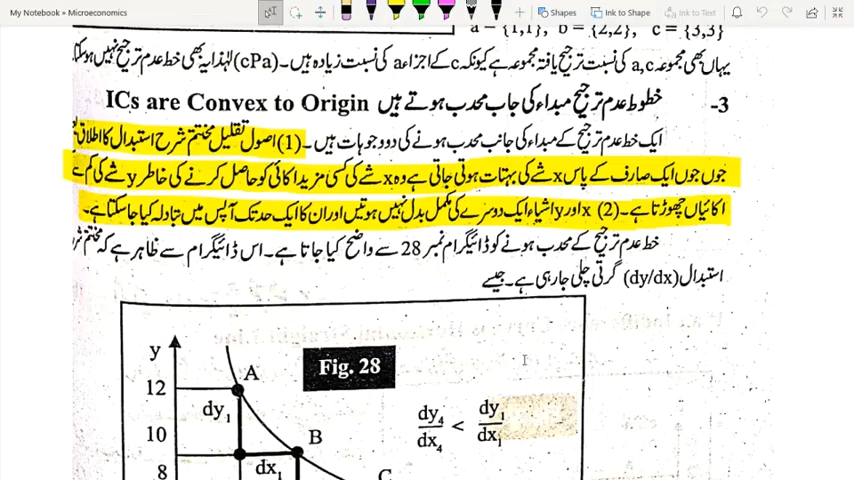 ← Videos » Microeconomics
Shapes Ink to Shape Ink to Text
a = {1,1}, b = {2,2}, c = {3,3}
یہاں بھی مجموعہ a,c کی نسبت ترجیح یافتہ مجموعہ ہے کیونکہ c کے اجزاء a کی نسبت زیادہ ہیں۔ (cPa) لہٰذا یہ بھی خط عدم ترجیح نہیں ہو سکتا
3- خطوط عدم ترجیح مبداء کی جانب محدب ہوتے ہیں ICs are Convex to Origin
ایک خط عدم ترجیح کے مبداء کی جانب محدب ہونے کی دو وجوہات ہیں۔ (1) اصول تقلیل مختتم شرح استبدال کا اطلاق
جوں جوں ایک صارف کے پاس x شے کی بہتات ہوتی جاتی ہے وہ x شے کی کسی مزید اکائی کو حاصل کرنے کی خاطر y شے کی کم سے
اکائیاں چھوڑتا ہے۔ (2) x اور y اشیاء ایک دوسرے کی مکمل بدل نہیں ہوتیں اور ان کا ایک حد تک آپس میں تبادلہ کیا جا سکتا ہے۔
خط عدم ترجیح کے محدب ہونے کو ڈائیگرام نمبر 28 سے واضح کیا جاتا ہے۔ اس ڈائیگرام سے ظاہر ہے کہ مختتم
استبدال (dy/dx) گرتی چلی جا رہی ہے۔ جیسے
y
Fig. 28
A
12
dy₁
dy₄/dx₄ < dy₁/dx₁
10
B
8
dx₁
C